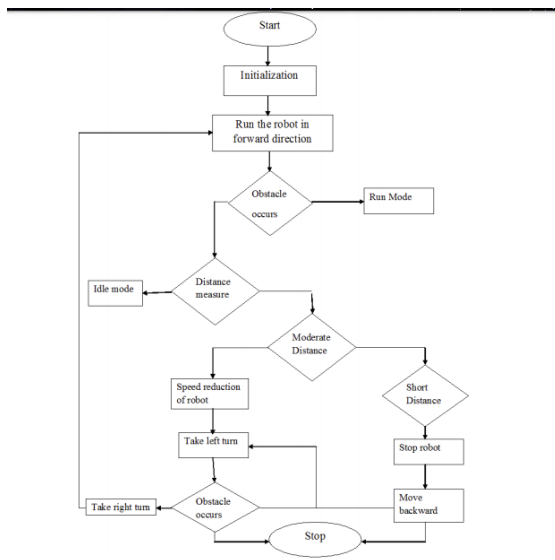 Start
Initialization
Run the robot in
forward direction
Obstacle
occurs
Run Mode
Distance
measure
Idle mode
Moderate
Distance
Speed reduction
of robot
Short
Distance
Take left turn
Stop robot
Take right turn
Obstacle
occurs
Move
backward
Stop